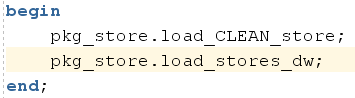 begin
    pkg_store.load_CLEAN_store;
    pkg_store.load_stores_dw;
end;